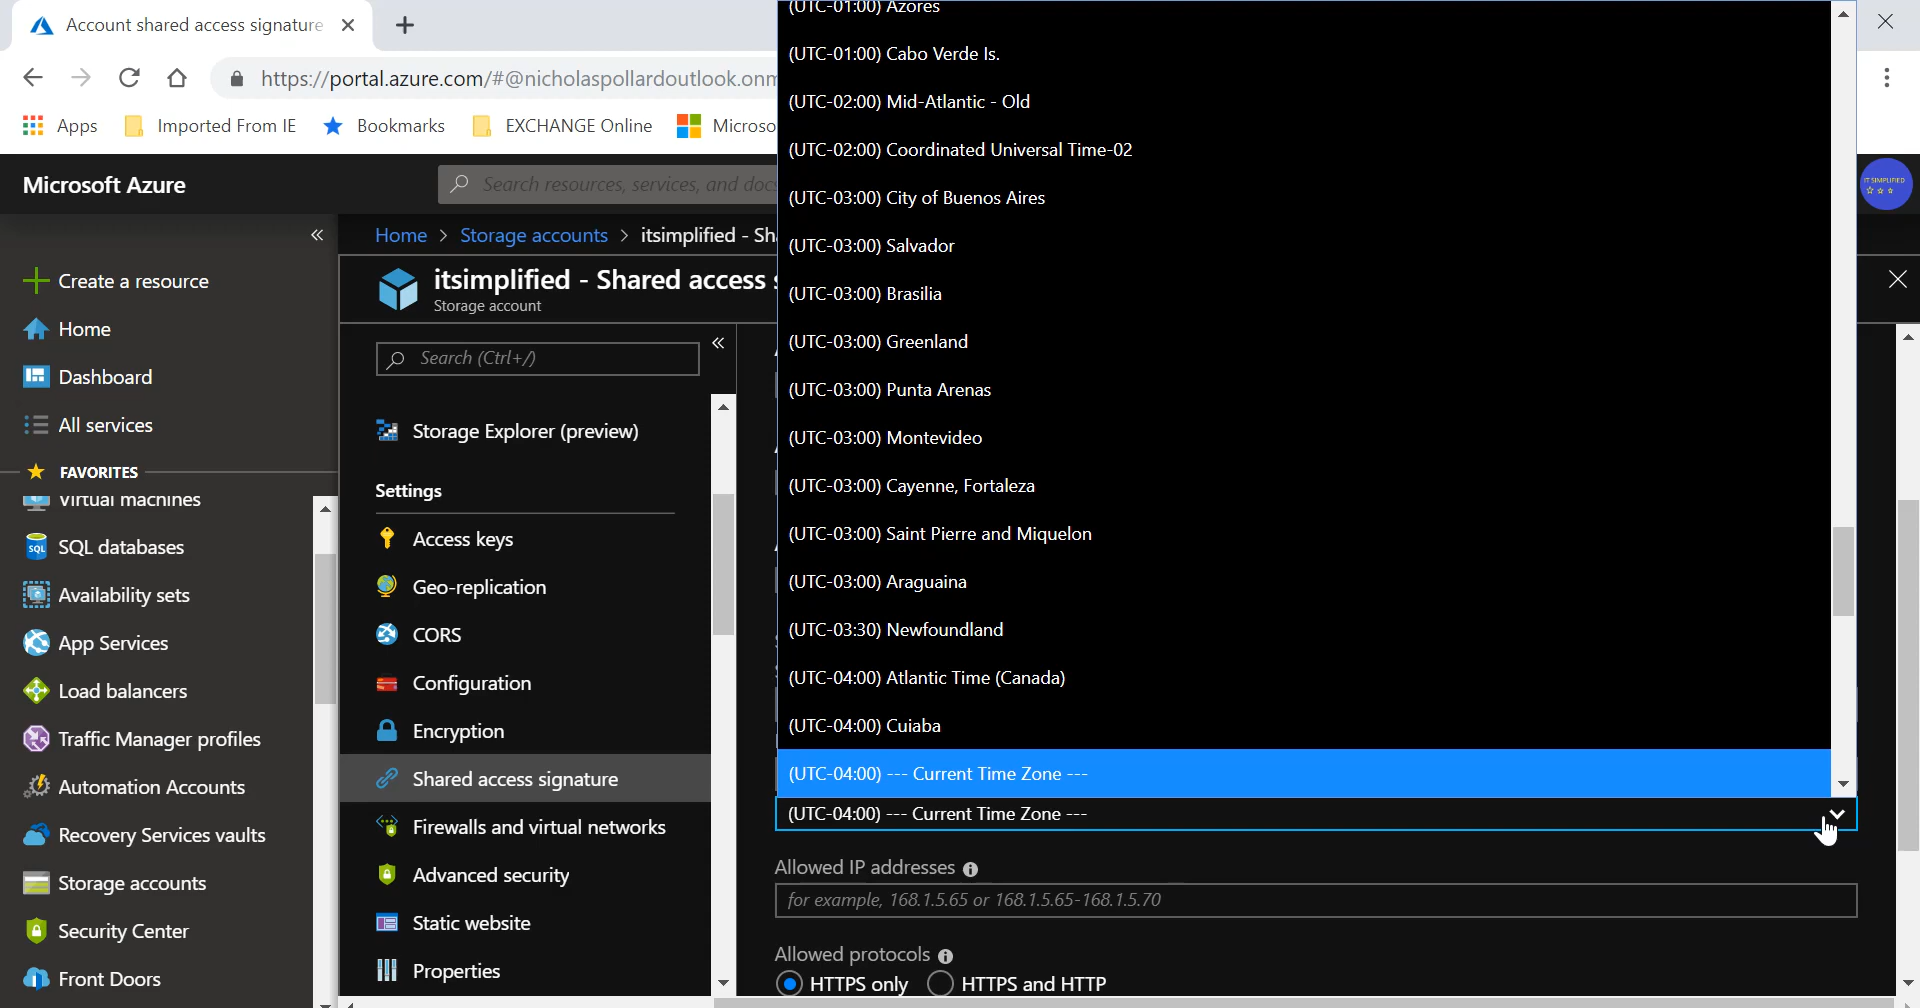 Account shared access signature
https://portal.azure.com/#@nicholaspollardoutlook.onm
Apps
Imported From IE
Bookmarks
EXCHANGE Online
Microso
Microsoft Azure
Search resources, services, and docs
IT SIMPLIFIED
Create a resource
Home
Dashboard
All services
FAVORITES
Virtual machines
SQL databases
Availability sets
App Services
Load balancers
Traffic Manager profiles
Automation Accounts
Recovery Services vaults
Storage accounts
Security Center
Front Doors
Home > Storage accounts > itsimplified - Sh
itsimplified - Shared access s
Storage account
Search (Ctrl+/)
Storage Explorer (preview)
Settings
Access keys
Geo-replication
CORS
Configuration
Encryption
Shared access signature
Firewalls and virtual networks
Advanced security
Static website
Properties
(UTC-01:00) Azores
(UTC-01:00) Cabo Verde Is.
(UTC-02:00) Mid-Atlantic - Old
(UTC-02:00) Coordinated Universal Time-02
(UTC-03:00) City of Buenos Aires
(UTC-03:00) Salvador
(UTC-03:00) Brasilia
(UTC-03:00) Greenland
(UTC-03:00) Punta Arenas
(UTC-03:00) Montevideo
(UTC-03:00) Cayenne, Fortaleza
(UTC-03:00) Saint Pierre and Miquelon
(UTC-03:00) Araguaina
(UTC-03:30) Newfoundland
(UTC-04:00) Atlantic Time (Canada)
(UTC-04:00) Cuiaba
(UTC-04:00) --- Current Time Zone ---
(UTC-04:00) --- Current Time Zone ---
Allowed IP addresses
for example, 168.1.5.65 or 168.1.5.65-168.1.5.70
Allowed protocols
HTTPS only HTTPS and HTTP